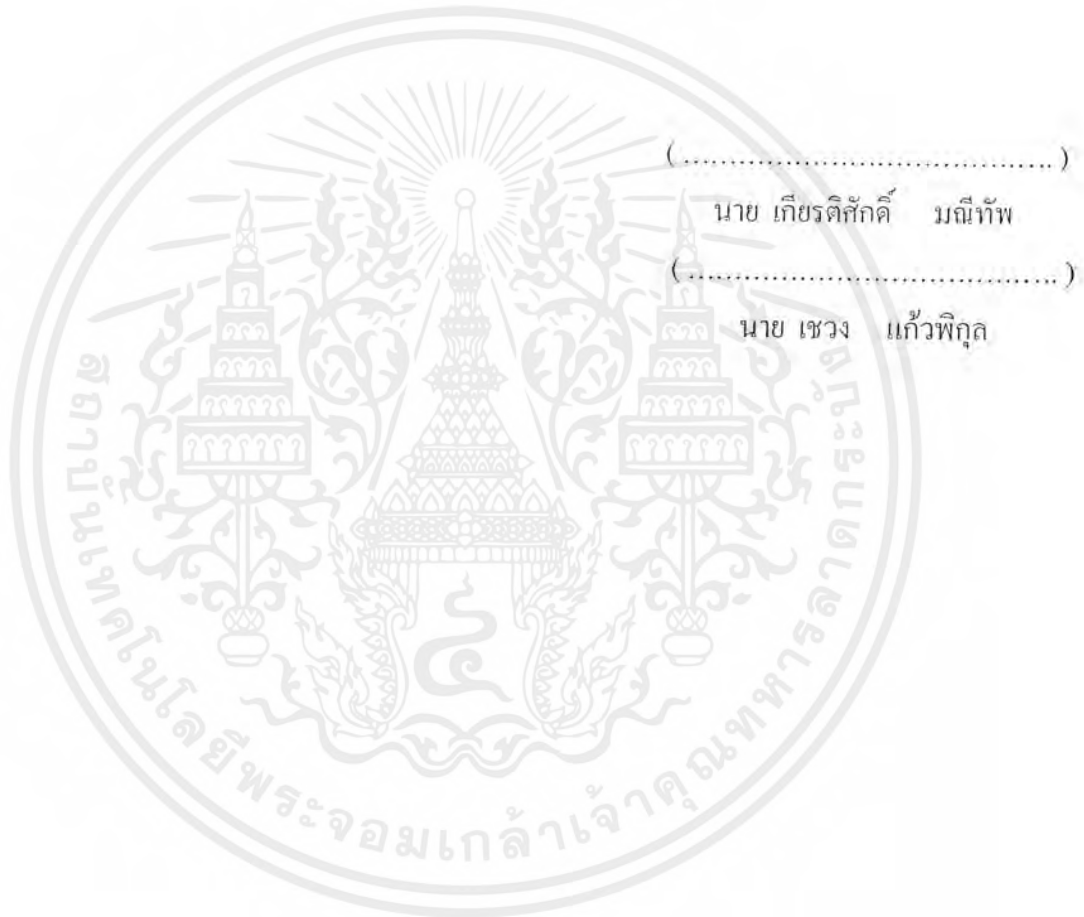 ( ........................................ )
นาย เกียรติศักดิ์ มณีทัพ
( ........................................ )
นาย เชวง แก้วพิกุล
สถาบันเทคโนโลยีพระจอมเกล้าเจ้าคุณทหารลาดกระบัง